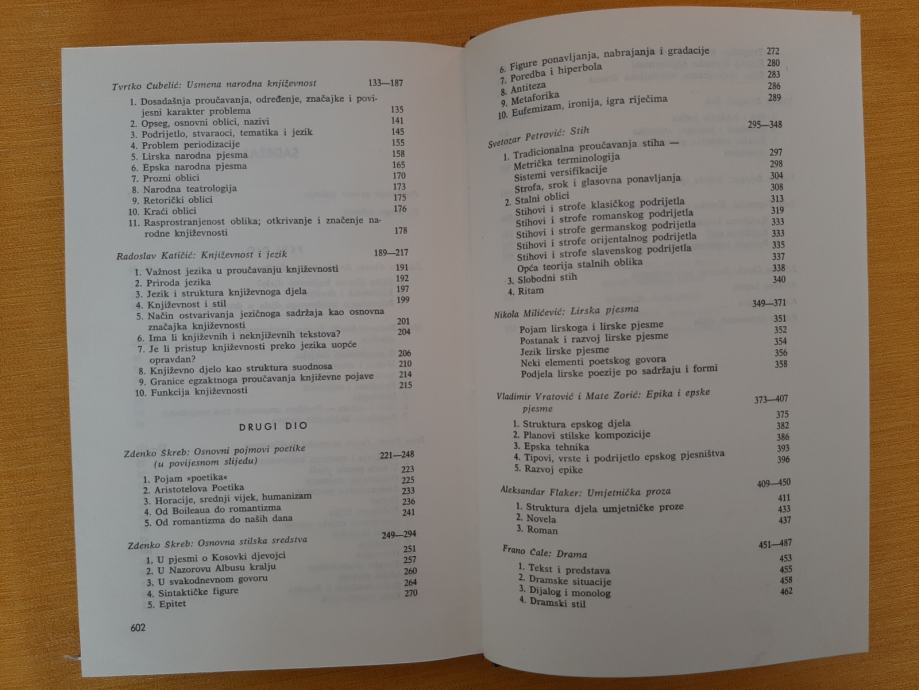 Tvrtko Čubelić: Usmena narodna književnost 133—187
1. Dosadašnja proučavanja, određenje, značajke i povi-
jesni karakter problema 135
2. Opseg, osnovni oblici, nazivi 141
3. Podrijetlo, stvaraoci, tematika i jezik 145
4. Problem periodizacije 155
5. Lirska narodna pjesma 158
6. Epska narodna pjesma 165
7. Prozni oblici 170
8. Narodna teatrologija 173
9. Retorički oblici 175
10. Kraći oblici 176
11. Rasprostranjenost oblika; otkrivanje i značenje na-
rodne književnosti 178
Radoslav Katičić: Književnost i jezik 189—217
1. Važnost jezika u proučavanju književnosti 191
2. Priroda jezika 192
3. Jezik i struktura književnoga djela 197
4. Književnost i stil 199
5. Način ostvarivanja jezičnoga sadržaja kao osnovna
značajka književnosti 201
6. Ima li književnih i neknjiževnih tekstova? 204
7. Je li pristup književnosti preko jezika uopće
opravdan? 206
8. Književno djelo kao struktura suodnosa 210
9. Granice egzaktnoga proučavanja književne pojave 214
10. Funkcija književnosti 215
DRUGI DIO
Zdenko Škreb: Osnovni pojmovi poetike
(u povijesnom slijedu) 221—248
1. Pojam »poetika« 223
2. Aristotelova Poetika 225
3. Horacije, srednji vijek, humanizam 233
4. Od Boileaua do romantizma 236
5. Od romantizma do naših dana 241
Zdenko Škreb: Osnovna stilska sredstva 249—294
1. U pjesmi o Kosovki djevojci 251
2. U Nazorovu Albusu kralju 257
3. U svakodnevnom govoru 260
4. Sintaktičke figure 264
5. Epitet 270
602
6. Figure ponavljanja, nabrajanja i gradacije 272
7. Poredba i hiperbola 280
8. Antiteza 283
9. Metaforika 286
10. Eufemizam, ironija, igra riječima 289
Svetozar Petrović: Stih 295—348
1. Tradicionalna proučavanja stiha —
Metrička terminologija 297
Sistemi versifikacije 298
Strofa, srok i glasovna ponavljanja 304
2. Stalni oblici 308
Stihovi i strofe klasičkog podrijetla 313
Stihovi i strofe romanskog podrijetla 319
Stihovi i strofe germanskog podrijetla 333
Stihovi i strofe orijentalnog podrijetla 333
Stihovi i strofe slavenskog podrijetla 335
Opća teorija stalnih oblika 337
3. Slobodni stih 338
4. Ritam 340
Nikola Milićević: Lirska pjesma 349—371
Pojam lirskoga i lirske pjesme 351
Postanak i razvoj lirske pjesme 352
Jezik lirske pjesme 354
Neki elementi poetskog govora 356
Podjela lirske poezije po sadržaju i formi 358
Vladimir Vratović i Mate Zorić: Epika i epske
pjesme 373—407
1. Struktura epskog djela 375
2. Planovi stilske kompozicije 382
3. Epska tehnika 386
4. Tipovi, vrste i podrijetlo epskog pjesništva 393
5. Razvoj epike 396
Aleksandar Flaker: Umjetnička proza 409—450
1. Struktura djela umjetničke proze 411
2. Novela 433
3. Roman 437
Frano Čale: Drama 451—487
1. Tekst i predstava 453
2. Dramske situacije 455
3. Dijalog i monolog 458
4. Dramski stil 462